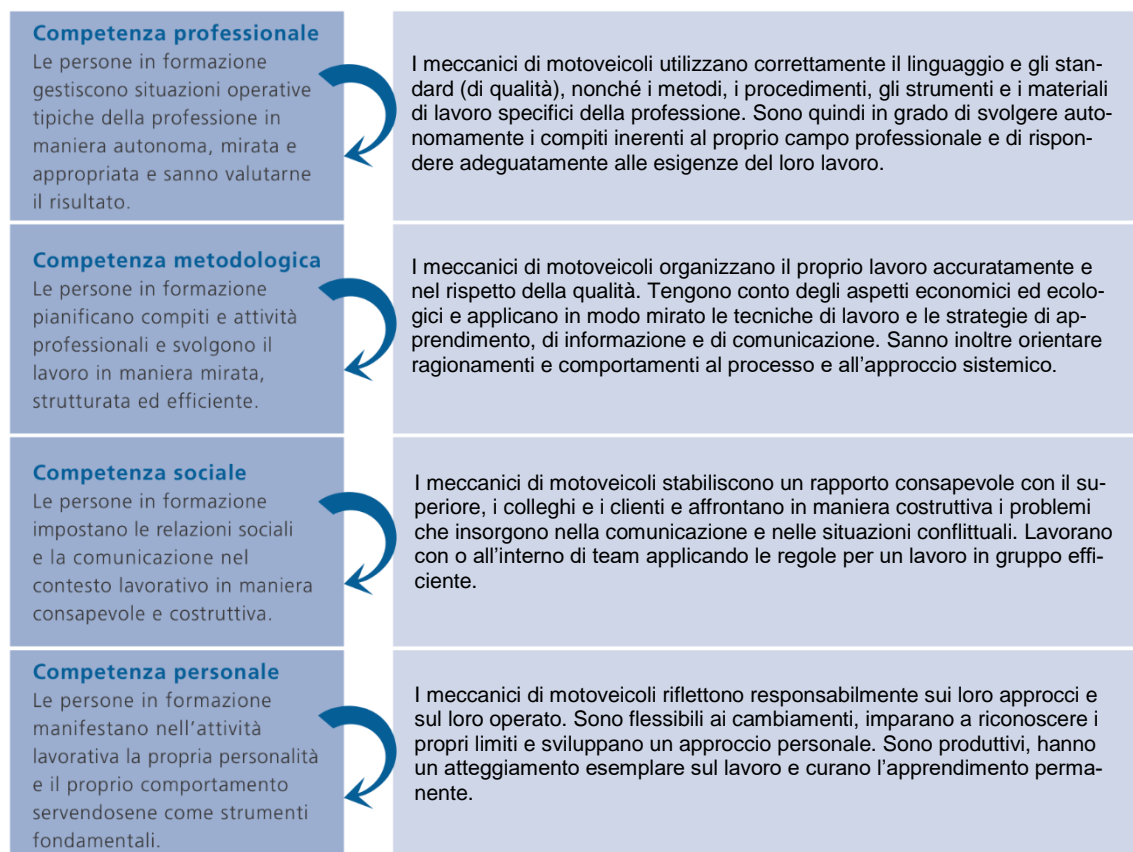 Competenza professionale
Le persone in formazione
gestiscono situazioni operative
tipiche della professione in
maniera autonoma, mirata e
appropriata e sanno valutarne
il risultato.
I meccanici di motoveicoli utilizzano correttamente il linguaggio e gli stan-
dard (di qualità), nonché i metodi, i procedimenti, gli strumenti e i materiali
di lavoro specifici della professione. Sono quindi in grado di svolgere auto-
nomamente i compiti inerenti al proprio campo professionale e di rispon-
dere adeguatamente alle esigenze del loro lavoro.
Competenza metodologica
Le persone in formazione
pianificano compiti e attività
professionali e svolgono il
lavoro in maniera mirata,
strutturata ed efficiente.
I meccanici di motoveicoli organizzano il proprio lavoro accuratamente e
nel rispetto della qualità. Tengono conto degli aspetti economici ed ecolo-
gici e applicano in modo mirato le tecniche di lavoro e le strategie di ap-
prendimento, di informazione e di comunicazione. Sanno inoltre orientare
ragionamenti e comportamenti al processo e all'approccio sistemico.
Competenza sociale
Le persone in formazione
impostano le relazioni sociali
e la comunicazione nel
contesto lavorativo in maniera
consapevole e costruttiva.
I meccanici di motoveicoli stabiliscono un rapporto consapevole con il su-
periore, i colleghi e i clienti e affrontano in maniera costruttiva i problemi
che insorgono nella comunicazione e nelle situazioni conflittuali. Lavorano
con o all'interno di team applicando le regole per un lavoro in gruppo effi-
ciente.
Competenza personale
Le persone in formazione
manifestano nell'attività
lavorativa la propria personalità
e il proprio comportamento
servendosene come strumenti
fondamentali.
I meccanici di motoveicoli riflettono responsabilmente sui loro approcci e
sul loro operato. Sono flessibili ai cambiamenti, imparano a riconoscere i
propri limiti e sviluppano un approccio personale. Sono produttivi, hanno
un atteggiamento esemplare sul lavoro e curano l'apprendimento perma-
nente.